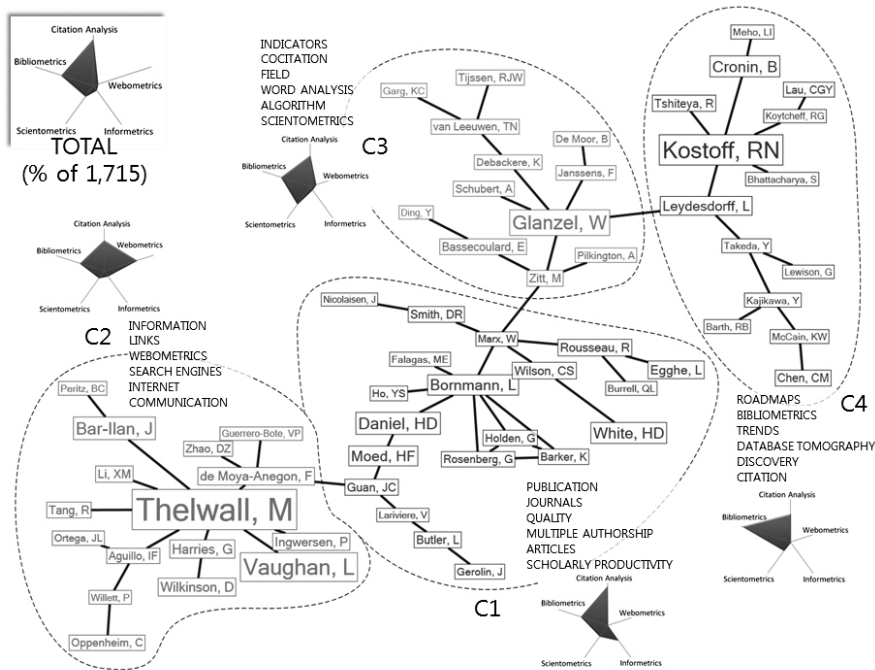 Citation Analysis
Bibliometrics
Webometrics
Scientometrics
Informetrics
TOTAL
(% of 1,715)
INDICATORS
COCITATION
FIELD
WORD ANALYSIS
ALGORITHM
SCIENTOMETRICS
C3
Citation Analysis
Bibliometrics
Webometrics
Scientometrics
Informetrics
Garg, KC
Tijssen, RJW
van Leeuwen, TN
De Moor, B
Debackere, K
Janssens, F
Schubert, A
Ding, Y
Glanzel, W
Bassecoulard, E
Pilkington, A
Zitt, M
Meho, LI
Cronin, B
Lau, CGY
Tshiteya, R
Koytcheff, RG
Kostoff, RN
Bhattacharya, S
Leydesdorff, L
Takeda, Y
Lewison, G
Kajikawa, Y
Barth, RB
McCain, KW
Chen, CM
C4
ROADMAPS
BIBLIOMETRICS
TRENDS
DATABASE TOMOGRAPHY
DISCOVERY
CITATION
Citation Analysis
Bibliometrics
Webometrics
Scientometrics
Informetrics
Citation Analysis
Bibliometrics
Webometrics
Scientometrics
Informetrics
C2
INFORMATION
LINKS
WEBOMETRICS
SEARCH ENGINES
INTERNET
COMMUNICATION
Peritz, BC
Bar-Ilan, J
Guerrero-Bote, VP
Zhao, DZ
Li, XM
de Moya-Anegon, F
Tang, R
Thelwall, M
Ortega, JL
Aguillo, IF
Harries, G
Ingwersen, P
Vaughan, L
Wilkinson, D
Willett, P
Oppenheim, C
Nicolaisen, J
Smith, DR
Marx, W
Rousseau, R
Falagas, ME
Wilson, CS
Egghe, L
Ho, YS
Bornmann, L
Burrell, QL
Daniel, HD
Holden, G
White, HD
Moed, HF
Rosenberg, G
Barker, K
Guan, JC
Lariviere, V
Butler, L
Gerolin, J
C1
PUBLICATION
JOURNALS
QUALITY
MULTIPLE AUTHORSHIP
ARTICLES
SCHOLARLY PRODUCTIVITY
Citation Analysis
Bibliometrics
Webometrics
Scientometrics
Informetrics